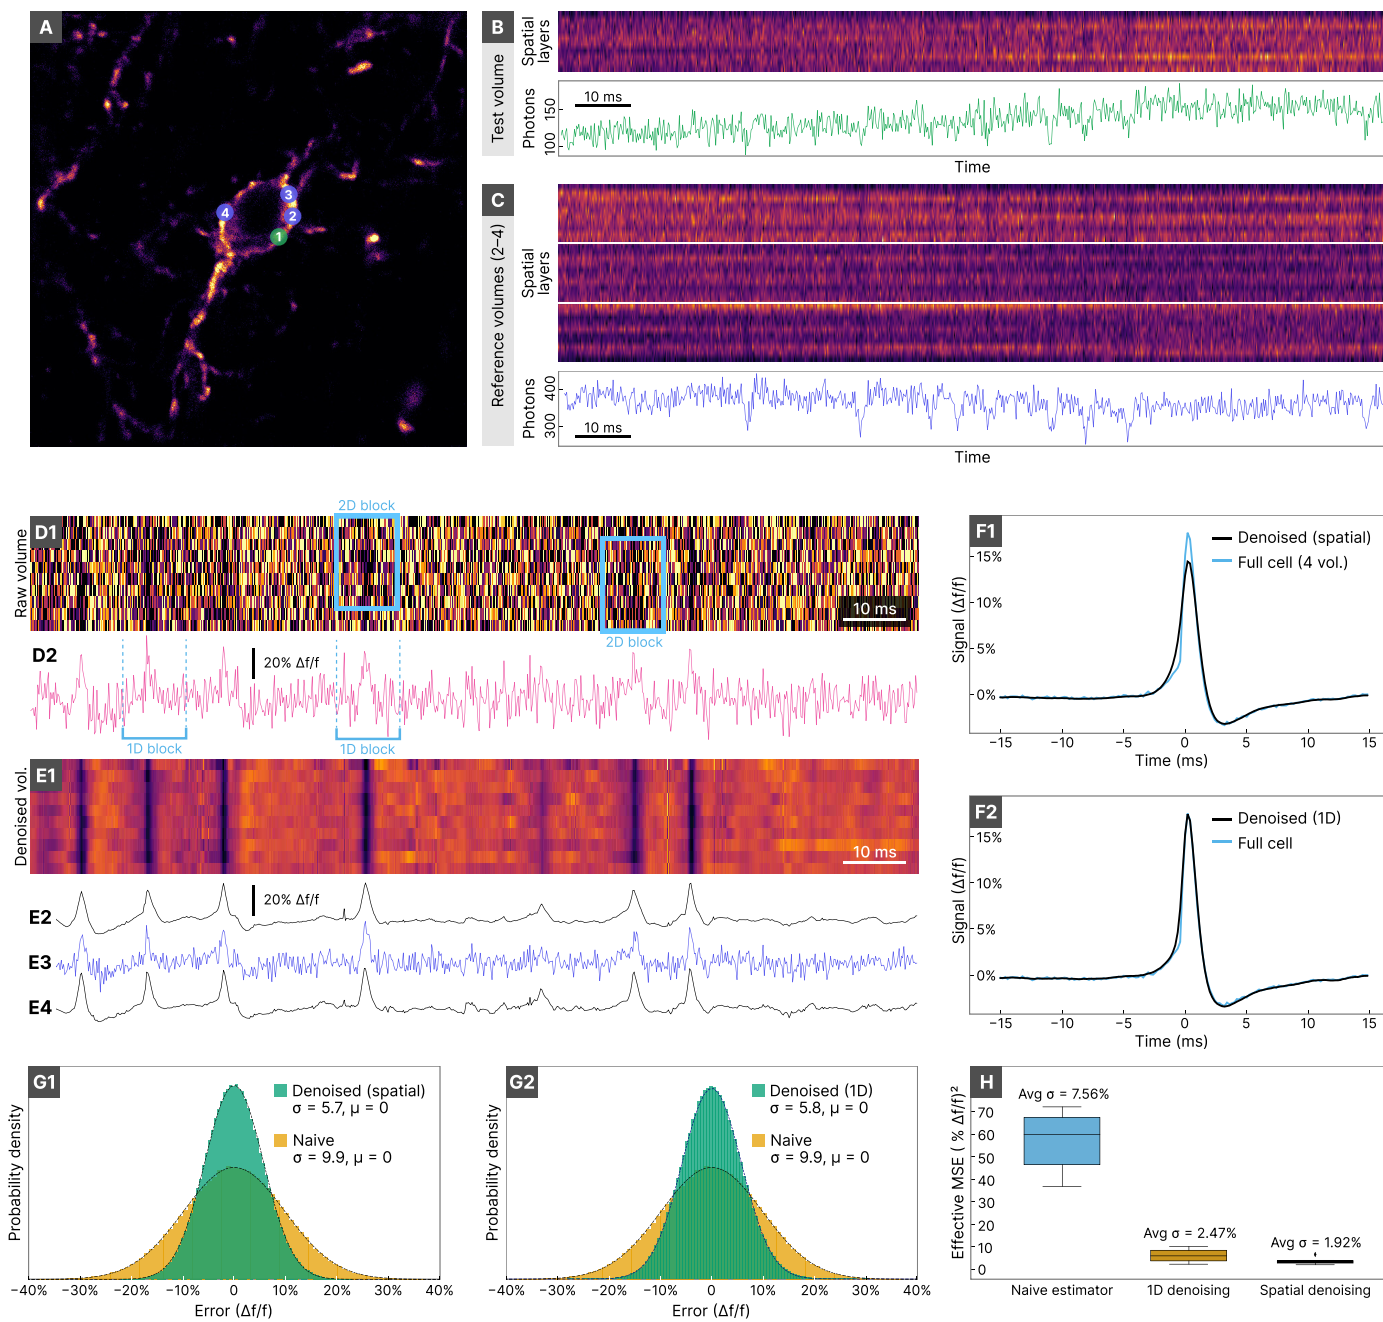 A
1
2
3
4
B
Test volume
Spatial layers
Photons
150
100
10 ms
Time
C
Reference volumes (2–4)
Spatial layers
Photons
400
300
10 ms
Time
D1
Raw volume
2D block
2D block
10 ms
D2
20% Δf/f
1D block
1D block
E1
Denoised vol.
10 ms
E2
20% Δf/f
E3
E4
F1
Signal (Δf/f)
15%
10%
5%
0%
Denoised (spatial)
Full cell (4 vol.)
−15 −10 −5 0 5 10 15
Time (ms)
F2
Signal (Δf/f)
15%
10%
5%
0%
Denoised (1D)
Full cell
−15 −10 −5 0 5 10 15
Time (ms)
G1
Probability density
Denoised (spatial)
σ = 5.7, μ = 0
Naive
σ = 9.9, μ = 0
−40% −30% −20% −10% 0% 10% 20% 30% 40%
Error (Δf/f)
G2
Probability density
Denoised (1D)
σ = 5.8, μ = 0
Naive
σ = 9.9, μ = 0
−40% −30% −20% −10% 0% 10% 20% 30% 40%
Error (Δf/f)
H
Effective MSE ( % Δf/f)²
70
60
50
40
30
20
10
0
Avg σ = 7.56%
Avg σ = 2.47%
Avg σ = 1.92%
Naive estimator 1D denoising Spatial denoising